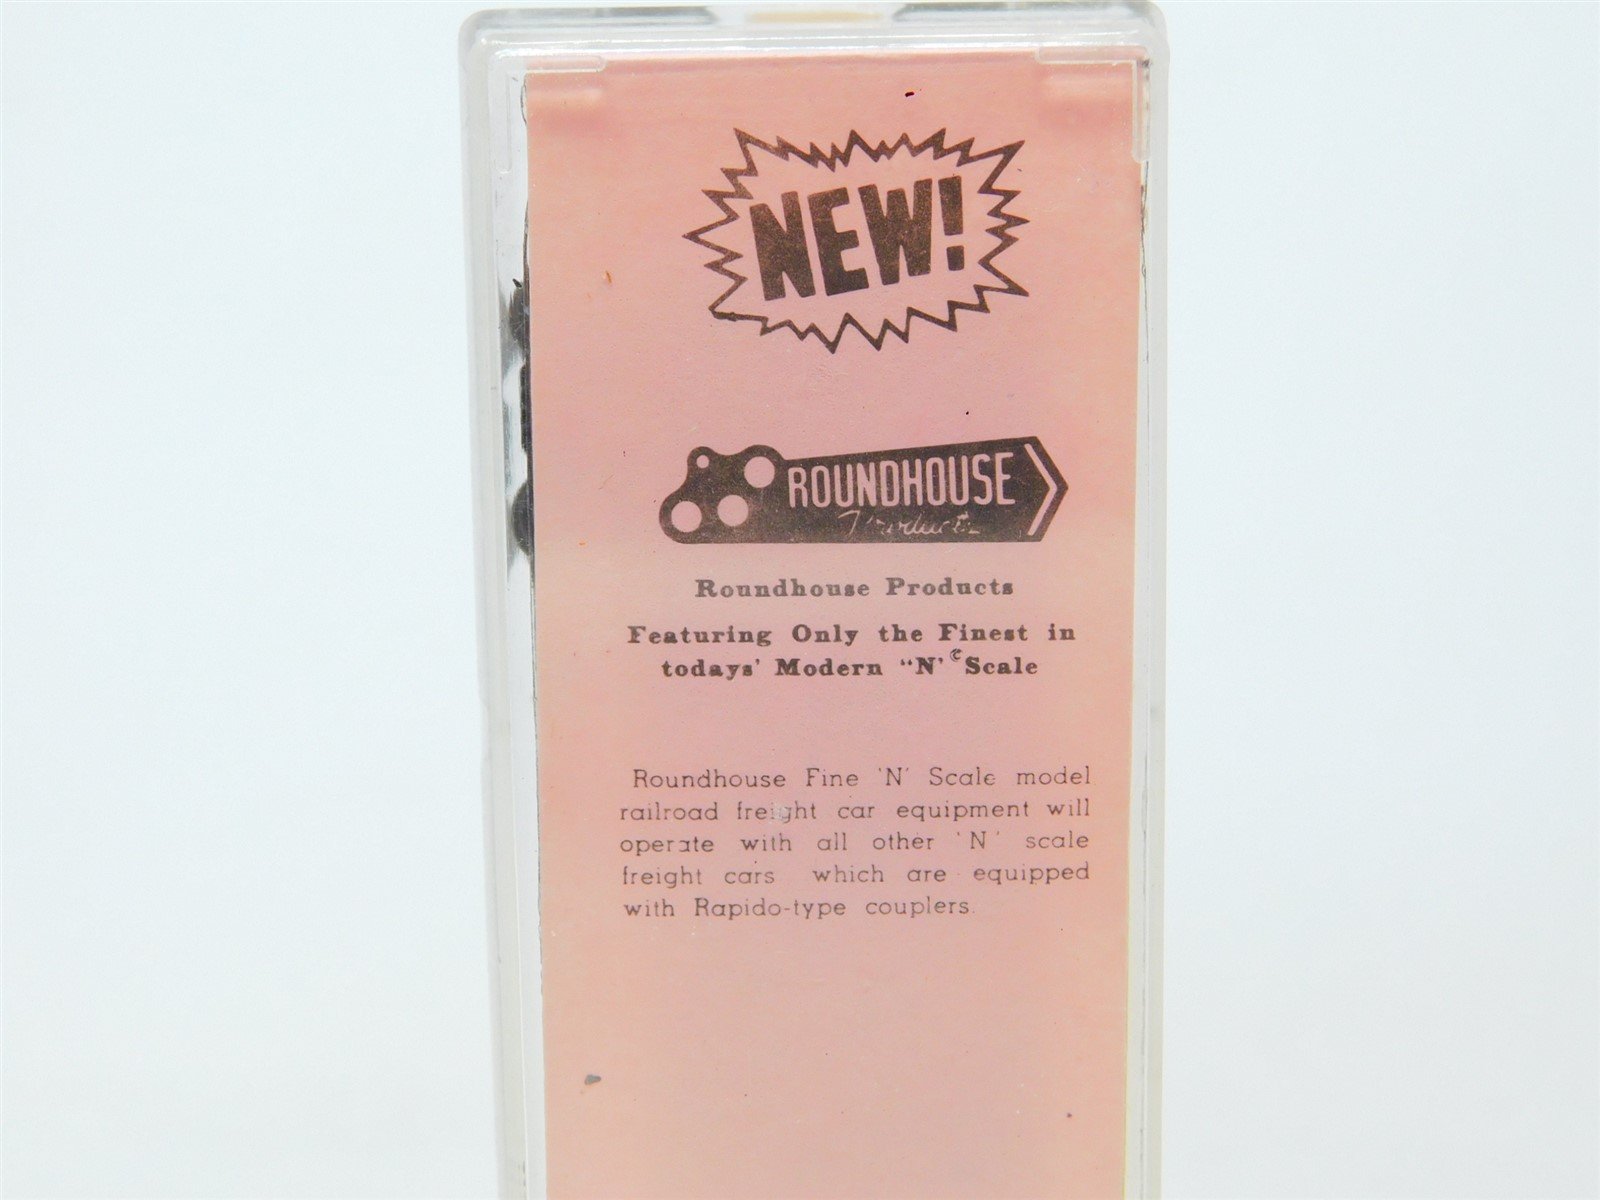 NEW!
ROUNDHOUSE
Products
Roundhouse Products
Featuring Only the Finest in
todays' Modern “N' Scale
Roundhouse Fine 'N' Scale model
railroad freight car equipment will
operate with all other 'N' scale
freight cars which are equipped
with Rapido-type couplers.